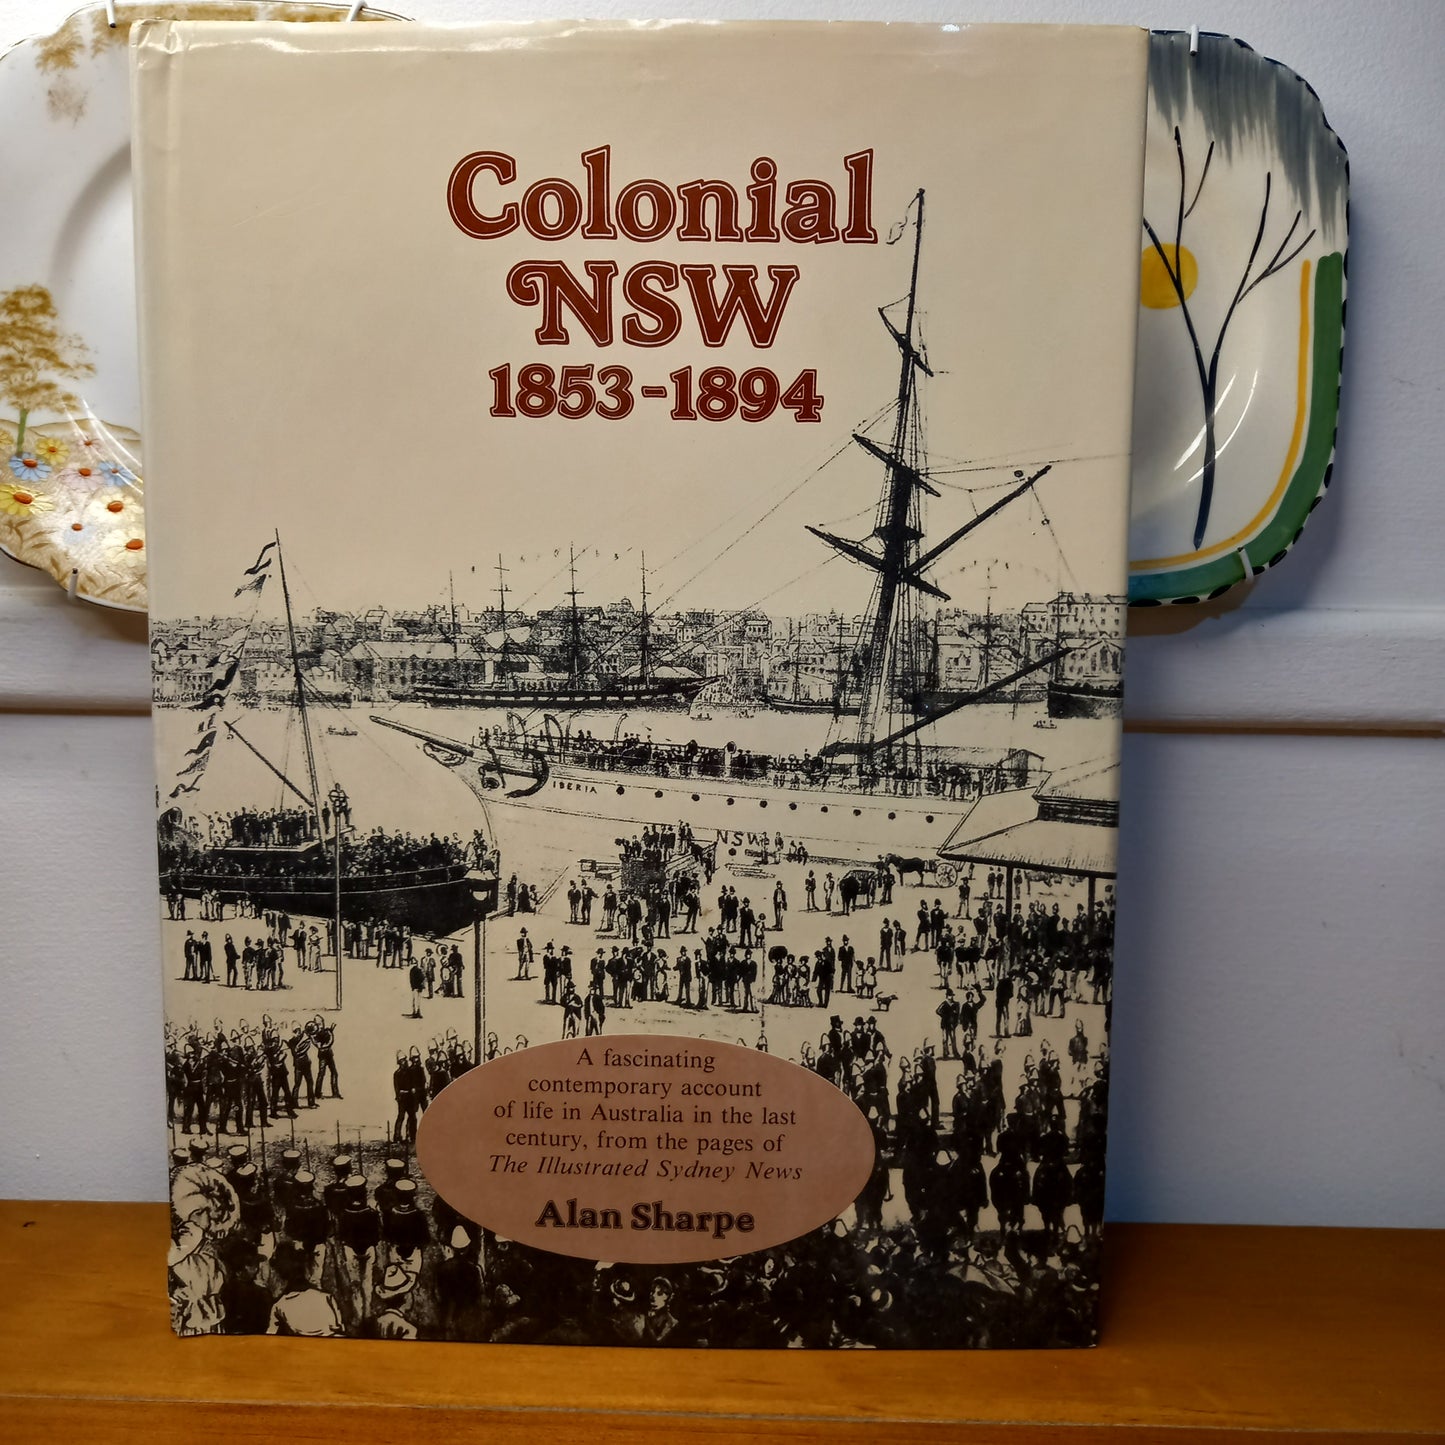 Colonial
NSW
1853-1894
IBERIA
NSW
A fascinating
contemporary account
of life in Australia in the last
century, from the pages of
The Illustrated Sydney News
Alan Sharpe